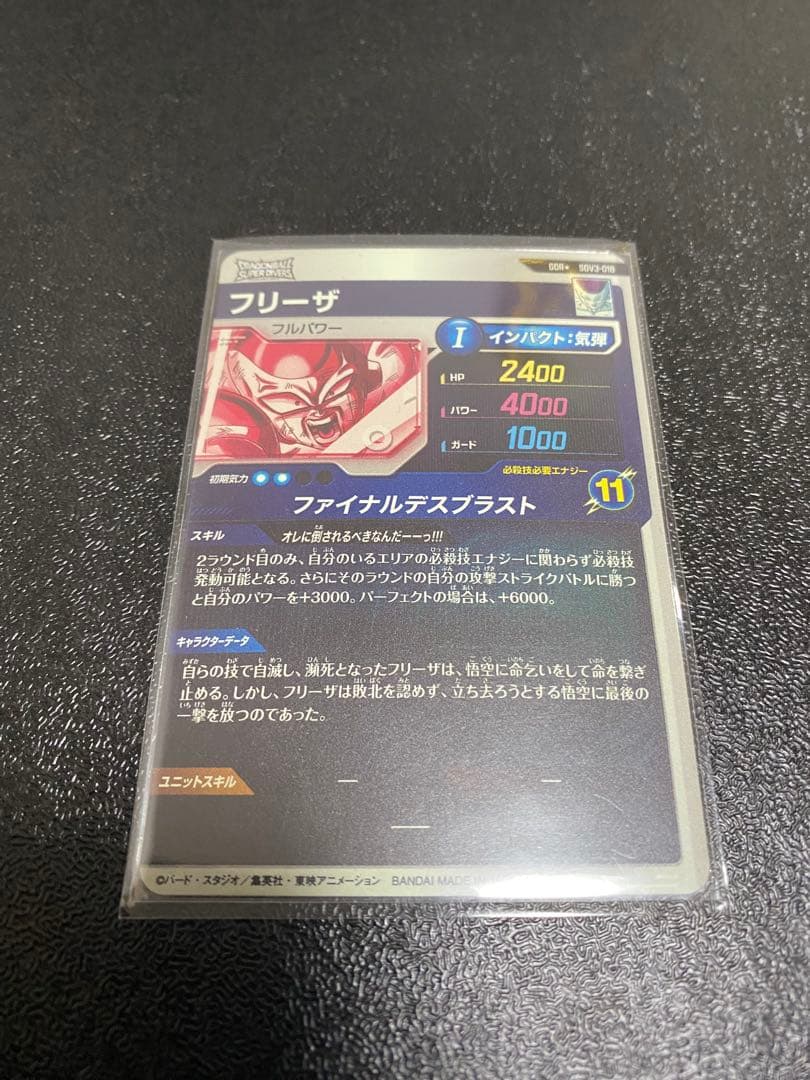 DRAGONBALL
SUPER DIVERS
GDR★ SGV3-018
フリーザ
フルパワー
I インパクト:気弾
HP 2400
パワー 4000
ガード 1000
初期気力
必殺技必要エナジー
11
ファイナルデスブラスト
スキル オレに倒されるべきなんだーーっ!!!
2ラウンド目のみ、自分のいるエリアの必殺技エナジーに関わらず必殺技
発動可能となる。さらにそのラウンドの自分の攻撃ストライクバトルに勝つ
と自分のパワーを+3000。パーフェクトの場合は、+6000。
キャラクターデータ
自らの技で自滅し、瀕死となったフリーザは、悟空に命乞いをして命を繋ぎ
止める。しかし、フリーザは敗北を認めず、立ち去ろうとする悟空に最後の
一撃を放つのであった。
ユニットスキル
©バード・スタジオ/集英社・東映アニメーション BANDAI MADE